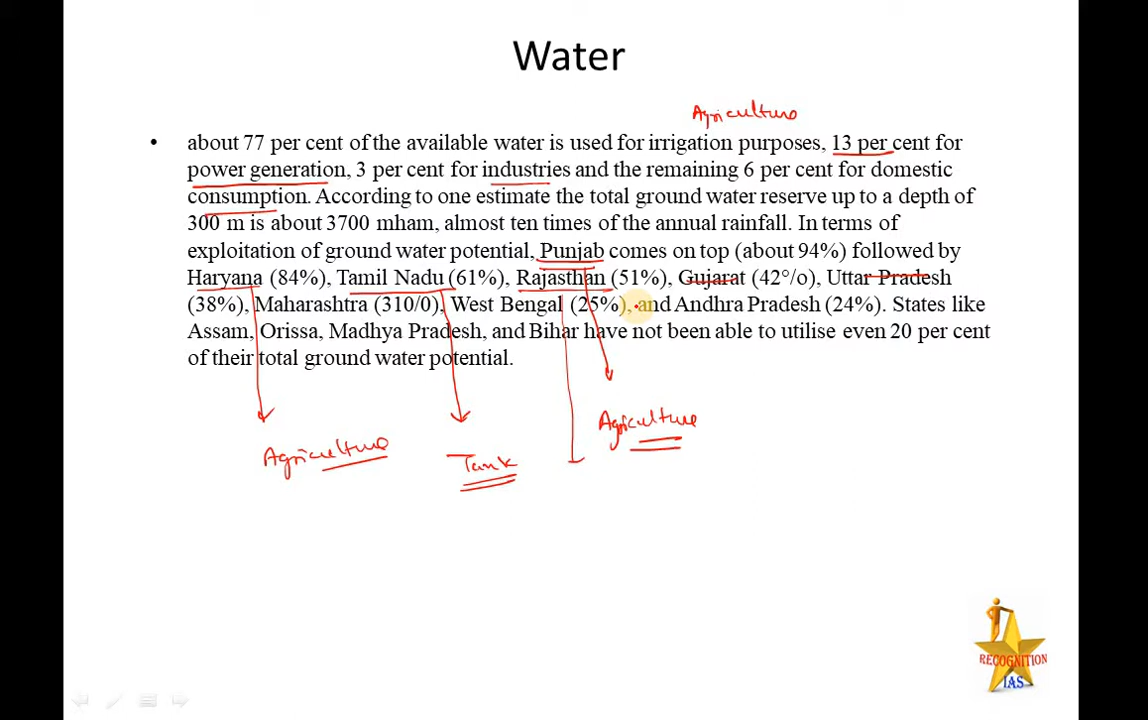 Water
Agriculture
• about 77 per cent of the available water is used for irrigation purposes, 13 per cent for
power generation, 3 per cent for industries and the remaining 6 per cent for domestic
consumption. According to one estimate the total ground water reserve up to a depth of
300 m is about 3700 mham, almost ten times of the annual rainfall. In terms of
exploitation of ground water potential, Punjab comes on top (about 94%) followed by
Haryana (84%), Tamil Nadu (61%), Rajasthan (51%), Gujarat (42°/o), Uttar Pradesh
(38%), Maharashtra (310/0), West Bengal (25%), and Andhra Pradesh (24%). States like
Assam, Orissa, Madhya Pradesh, and Bihar have not been able to utilise even 20 per cent
of their total ground water potential.
Agriculture
Agriculture
Tank
RECOGNITION
IAS